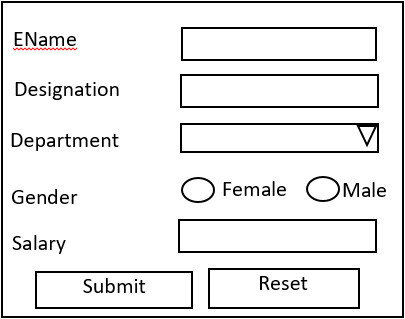 EName
Designation
Department
Gender Female Male
Salary
Submit Reset